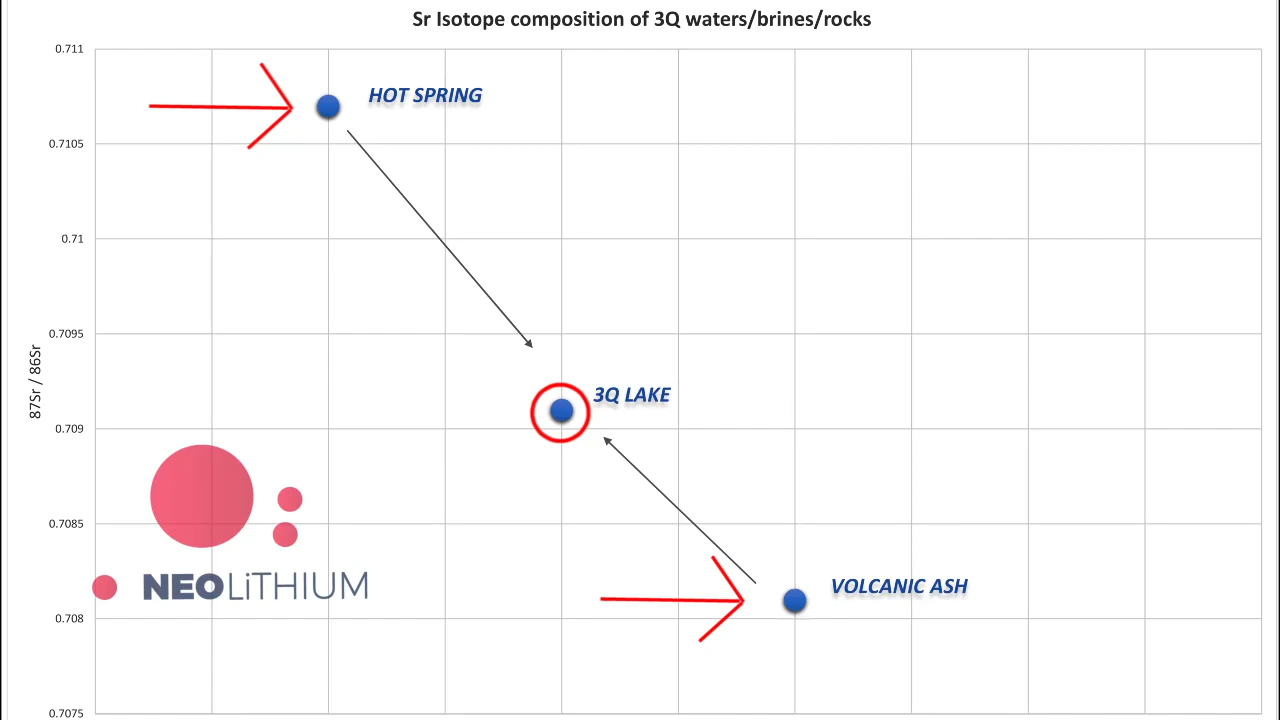 Sr Isotope composition of 3Q waters/brines/rocks
0.711
HOT SPRING
0.7105
0.71
0.7095
87Sr / 86Sr
3Q LAKE
0.709
0.7085
NEOLiTHIUM
VOLCANIC ASH
0.708
0.7075